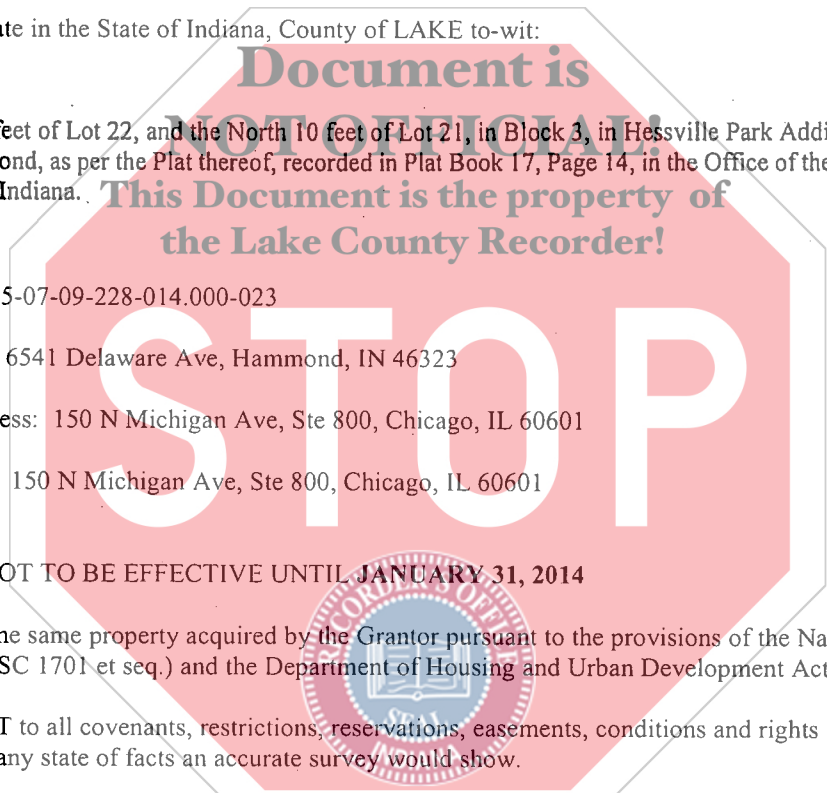 ate in the State of Indiana, County of LAKE to-wit:
Document is
NOT OFFICIAL!
feet of Lot 22, and the North 10 feet of Lot 21, in Block 3, in Hessville Park Addi
ond, as per the Plat thereof, recorded in Plat Book 17, Page 14, in the Office of the
Indiana.
This Document is the property of
the Lake County Recorder!
5-07-09-228-014.000-023
STOP
6541 Delaware Ave, Hammond, IN 46323
ess: 150 N Michigan Ave, Ste 800, Chicago, IL 60601
150 N Michigan Ave, Ste 800, Chicago, IL 60601
OT TO BE EFFECTIVE UNTIL JANUARY 31, 2014
RECORDER'S OFFICE
he same property acquired by the Grantor pursuant to the provisions of the Na
SC 1701 et seq.) and the Department of Housing and Urban Development Act
SEAL
INDIANA
T to all covenants, restrictions, reservations, easements, conditions and rights
any state of facts an accurate survey would show.